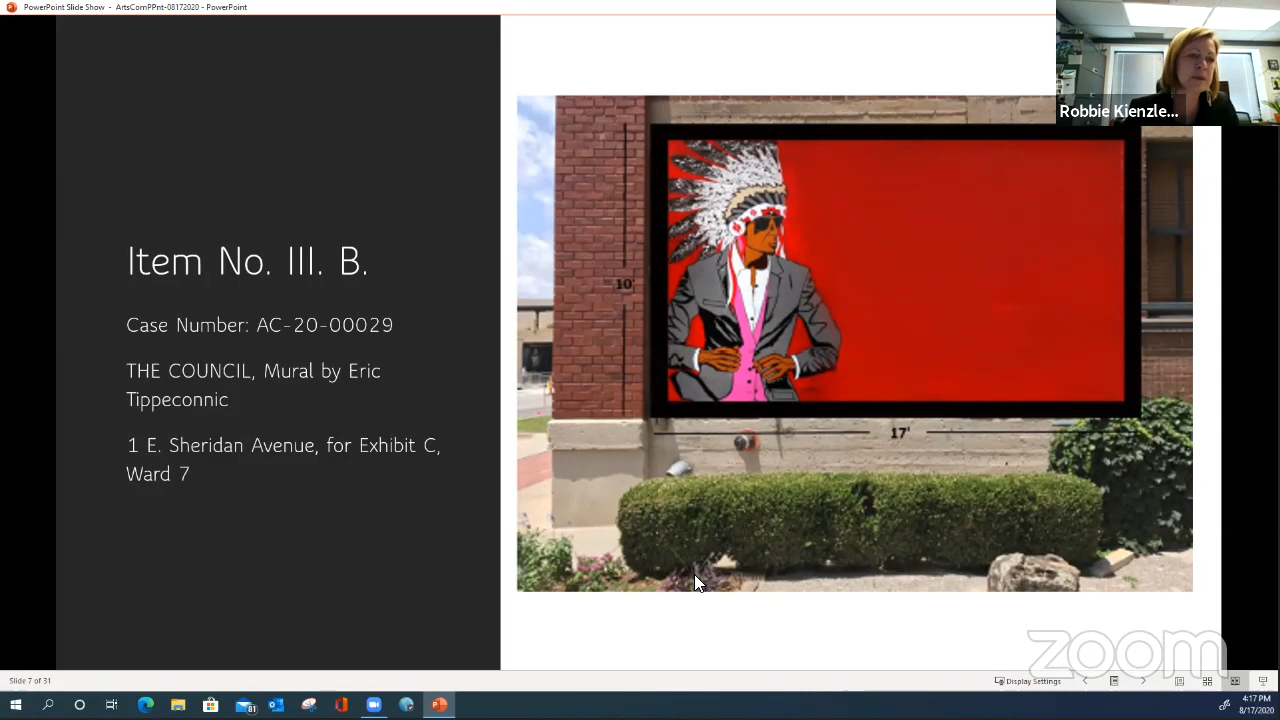 PowerPoint Slide Show - ArtsComPPnt-08172020 - PowerPoint
Robbie Kienzle...
Item No. III. B.
Case Number: AC-20-00029
THE COUNCIL, Mural by Eric
Tippeconnic
1 E. Sheridan Avenue, for Exhibit C,
Ward 7
10'
17'
zoom
Slide 7 of 31
Display Settings
81
4:17 PM
8/17/2020